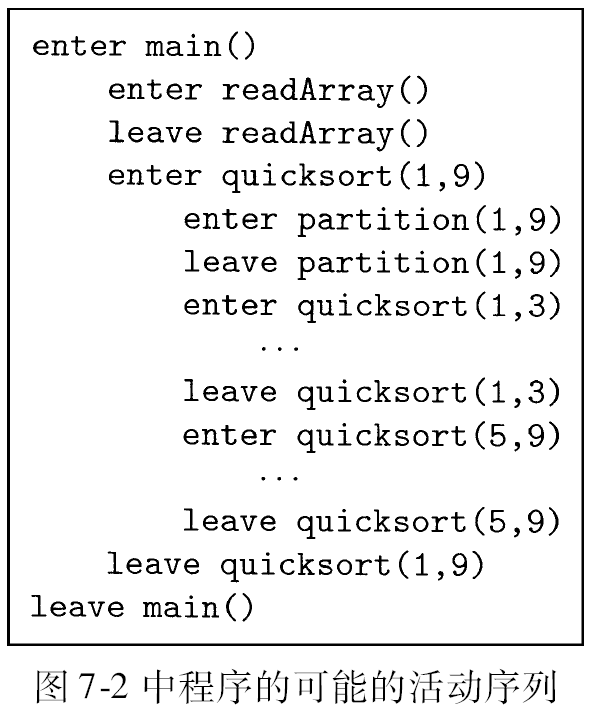 enter main()
enter readArray()
leave readArray()
enter quicksort(1,9)
enter partition(1,9)
leave partition(1,9)
enter quicksort(1,3)
...
leave quicksort(1,3)
enter quicksort(5,9)
...
leave quicksort(5,9)
leave quicksort(1,9)
leave main()
图 7-2 中程序的可能的活动序列